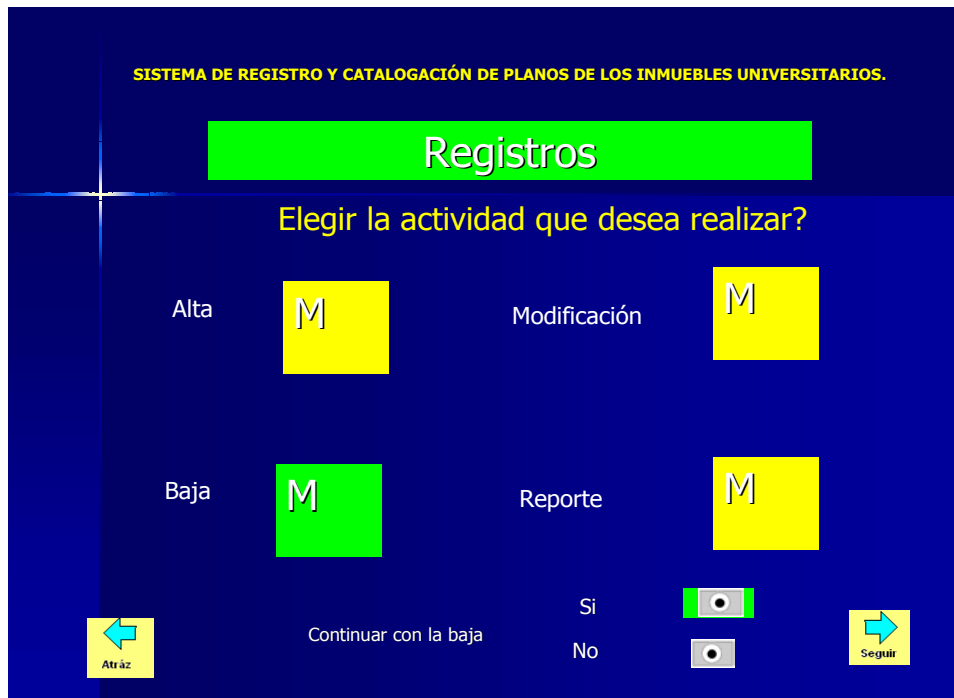 SISTEMA DE REGISTRO Y CATALOGACIÓN DE PLANOS DE LOS INMUEBLES UNIVERSITARIOS.
Registros
Elegir la actividad que desea realizar?
Alta
M
Modificación
M
Baja
M
Reporte
M
Continuar con la baja
Si
No
Atráz
Seguir